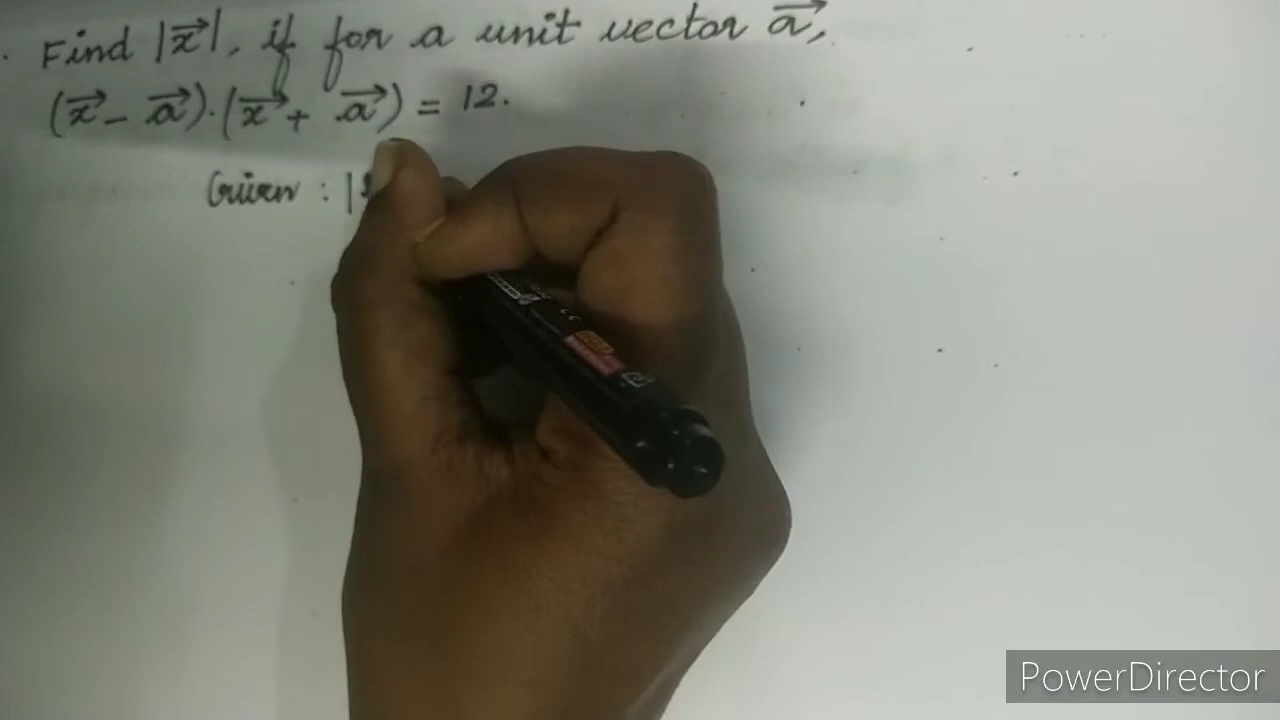 Find |x⃗|, if for a unit vector a⃗,
(x⃗ - a⃗).(x⃗ + a⃗) = 12.
Given : |
PowerDirector